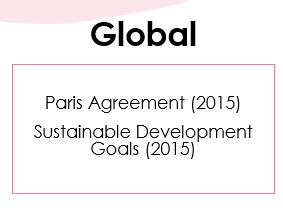 Global
Paris Agreement (2015)
Sustainable Development
Goals (2015)